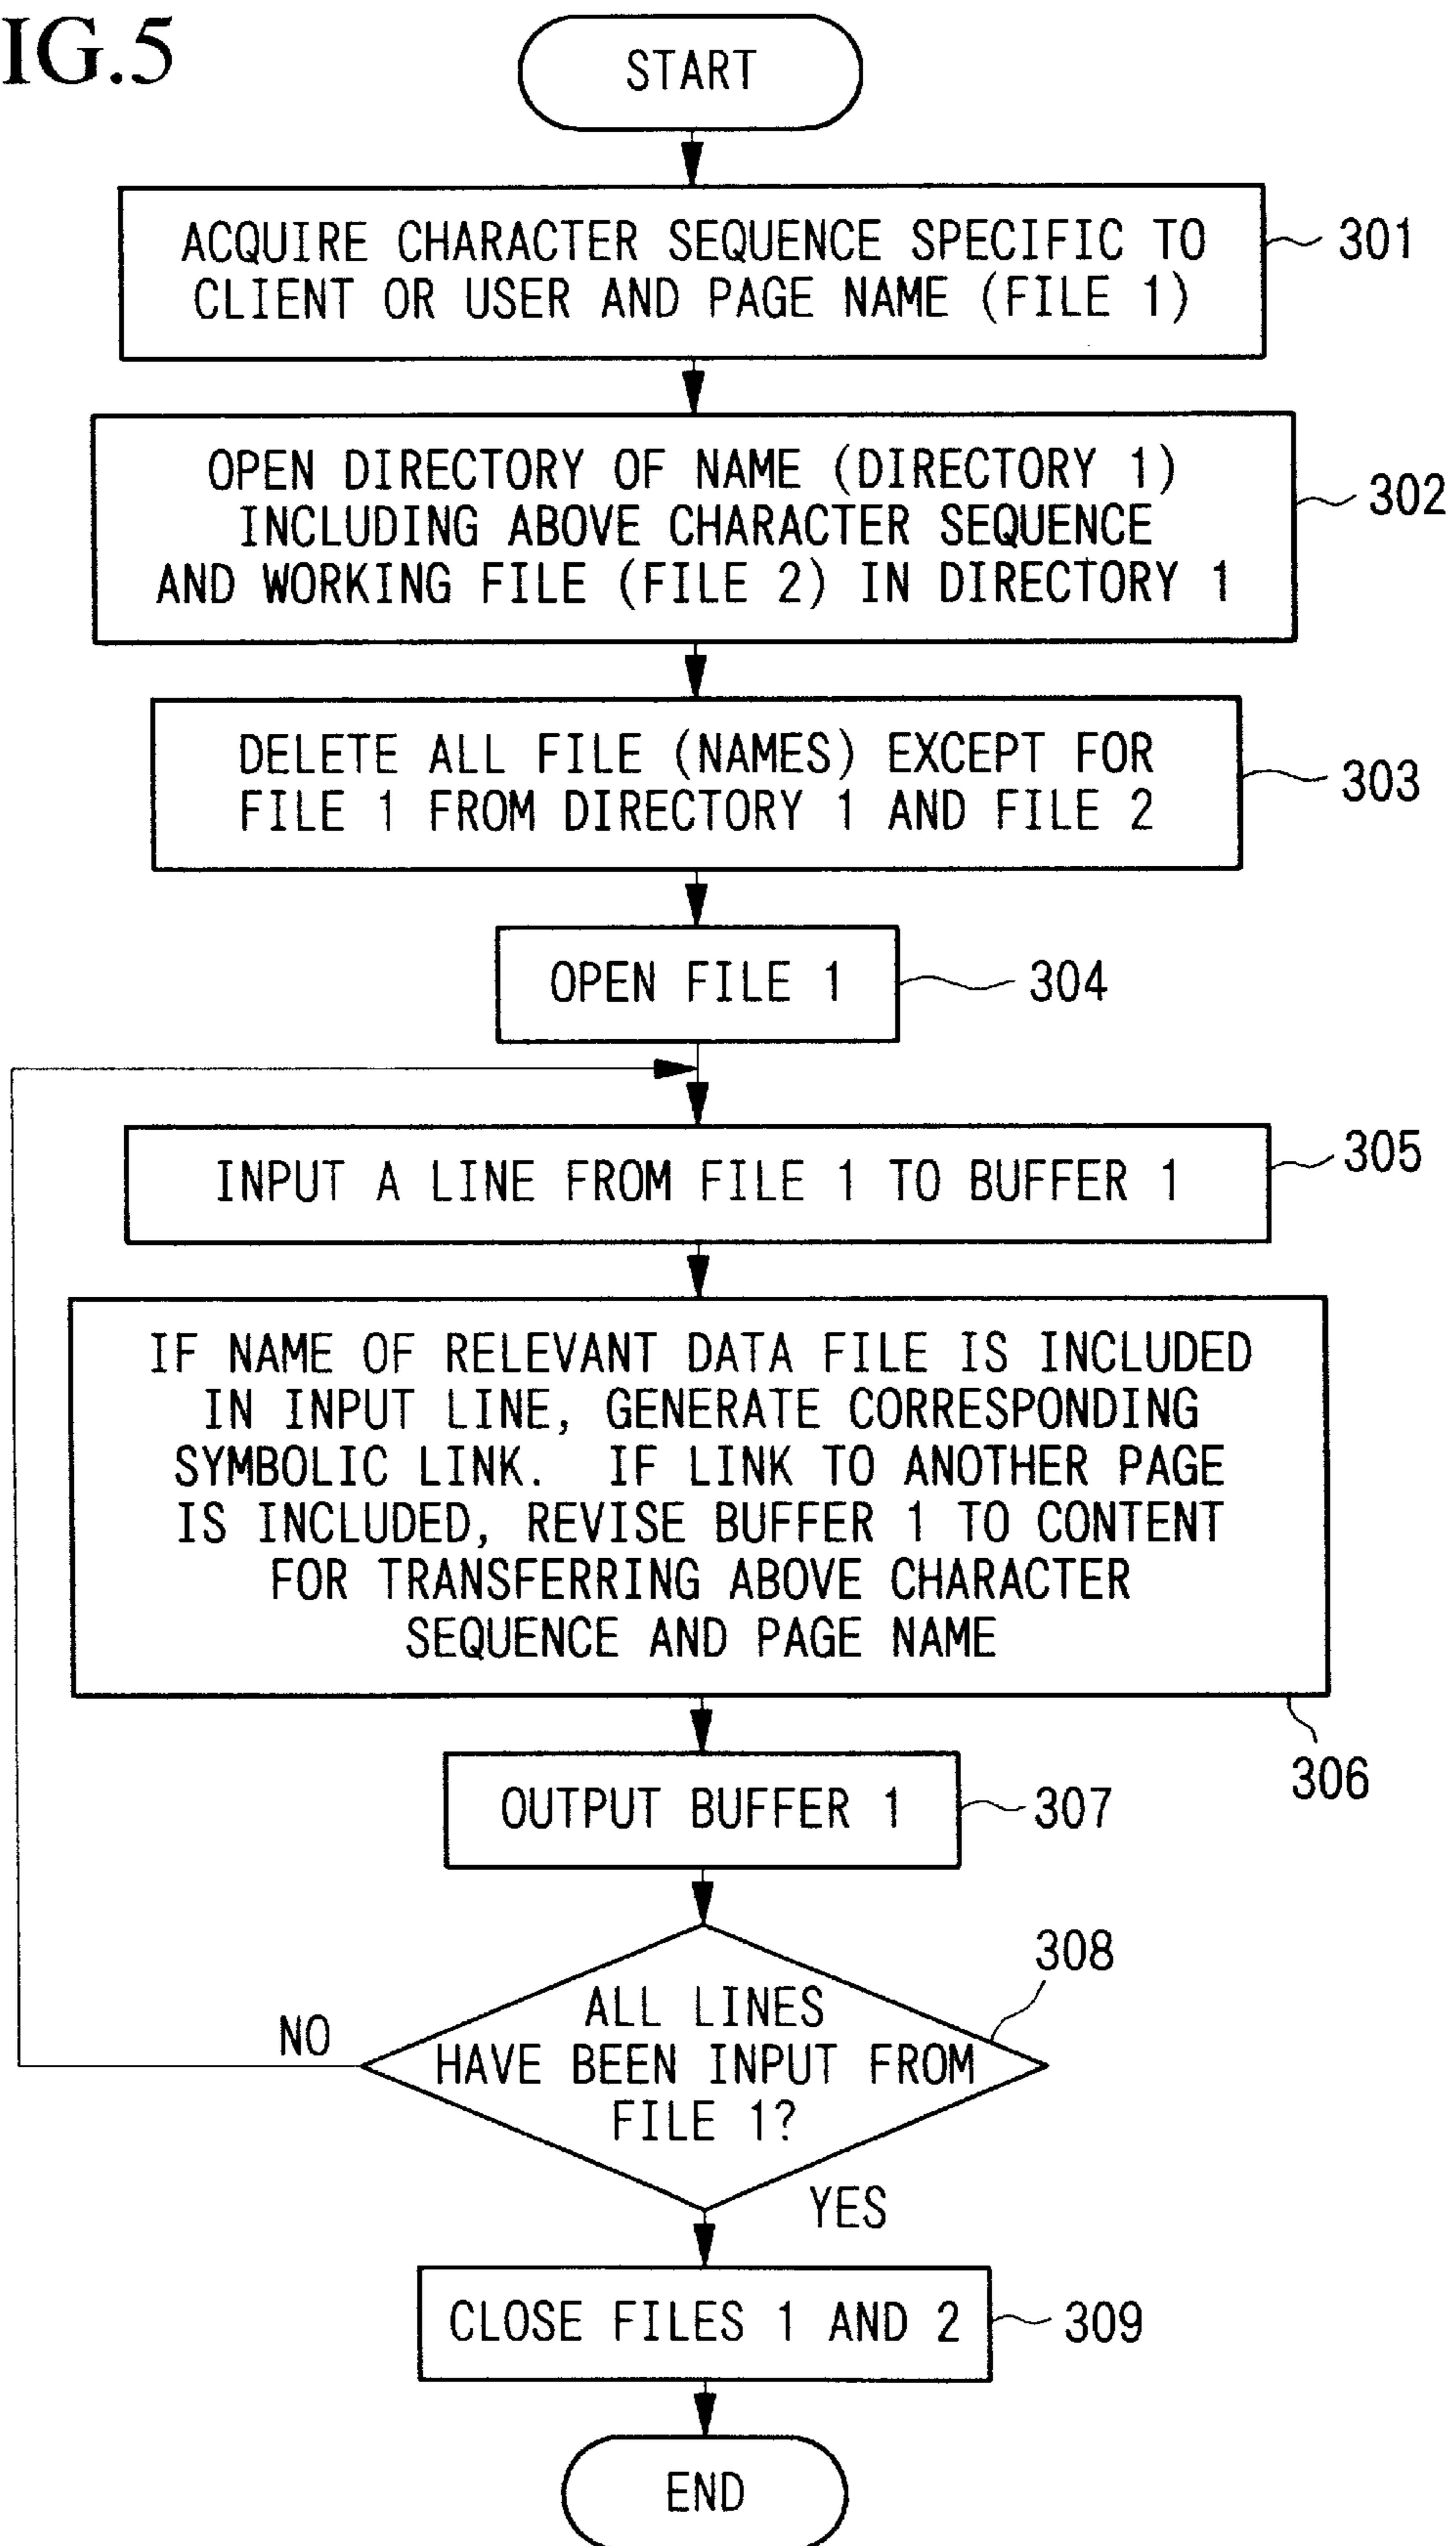 IG.5
START
ACQUIRE CHARACTER SEQUENCE SPECIFIC TO
CLIENT OR USER AND PAGE NAME (FILE 1)
301
OPEN DIRECTORY OF NAME (DIRECTORY 1)
INCLUDING ABOVE CHARACTER SEQUENCE
AND WORKING FILE (FILE 2) IN DIRECTORY 1
302
DELETE ALL FILE (NAMES) EXCEPT FOR
FILE 1 FROM DIRECTORY 1 AND FILE 2
303
OPEN FILE 1
304
INPUT A LINE FROM FILE 1 TO BUFFER 1
305
IF NAME OF RELEVANT DATA FILE IS INCLUDED
IN INPUT LINE, GENERATE CORRESPONDING
SYMBOLIC LINK. IF LINK TO ANOTHER PAGE
IS INCLUDED, REVISE BUFFER 1 TO CONTENT
FOR TRANSFERRING ABOVE CHARACTER
SEQUENCE AND PAGE NAME
306
OUTPUT BUFFER 1
307
308
ALL LINES
HAVE BEEN INPUT FROM
FILE 1?
NO
YES
CLOSE FILES 1 AND 2
309
END